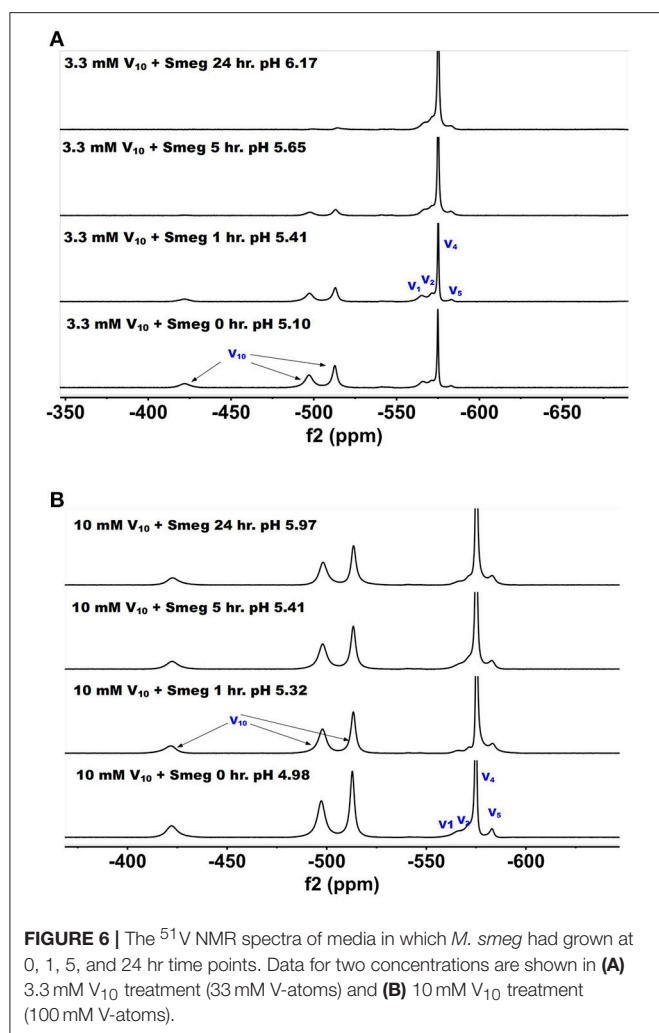 A
3.3 mM V₁₀ + Smeg 24 hr. pH 6.17
3.3 mM V₁₀ + Smeg 5 hr. pH 5.65
3.3 mM V₁₀ + Smeg 1 hr. pH 5.41
V₄
V₁ V₂ V₅
3.3 mM V₁₀ + Smeg 0 hr. pH 5.10
V₁₀
-350 -400 -450 -500 -550 -600 -650
f2 (ppm)
B
10 mM V₁₀ + Smeg 24 hr. pH 5.97
10 mM V₁₀ + Smeg 5 hr. pH 5.41
10 mM V₁₀ + Smeg 1 hr. pH 5.32
V₁₀
10 mM V₁₀ + Smeg 0 hr. pH 4.98
V₄
V1 V₂ V₅
-400 -450 -500 -550 -600
f2 (ppm)
FIGURE 6 | The ⁵¹V NMR spectra of media in which M. smeg had grown at
0, 1, 5, and 24 hr time points. Data for two concentrations are shown in (A)
3.3 mM V₁₀ treatment (33 mM V-atoms) and (B) 10 mM V₁₀ treatment
(100 mM V-atoms).